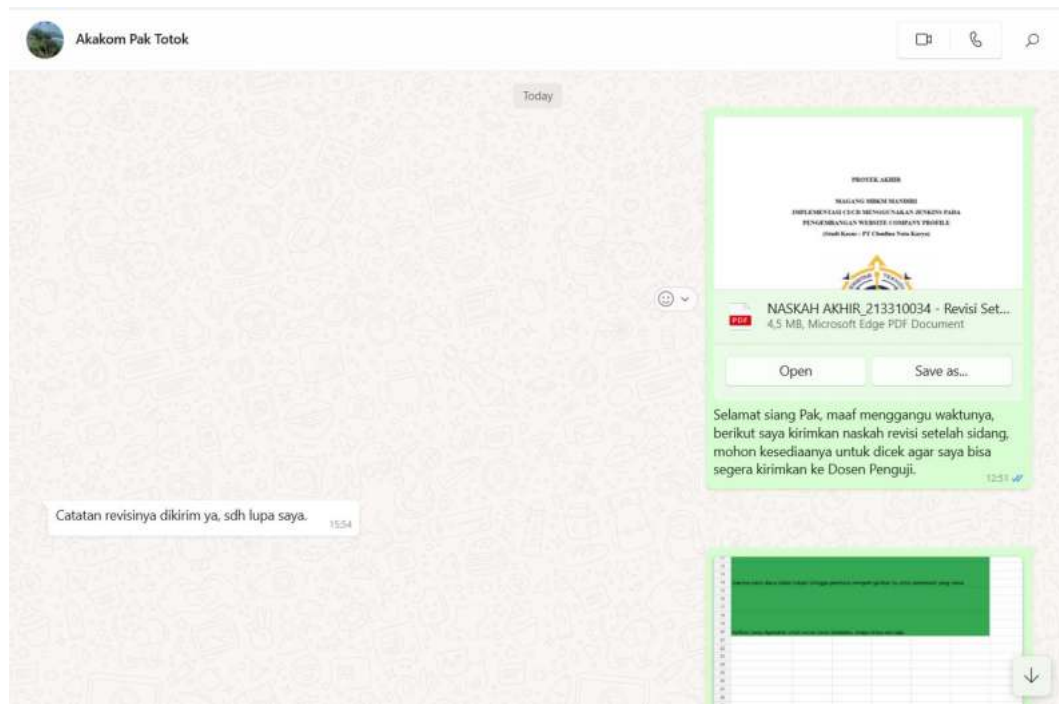 Akakom Pak Totok
Today
PROYEK AKHIR
MAGANG MBKM MANDIRI
IMPLEMENTASI CI/CD MENGGUNAKAN JENKINS PADA
PENGEMBANGAN WEBSITE COMPANY PROFILE
NASKAH AKHIR_213310034 - Revisi Set...
PDF
4,5 MB, Microsoft Edge PDF Document
Open
Save as...
Selamat siang Pak, maaf menggangu waktunya,
berikut saya kirimkan naskah revisi setelah sidang,
mohon kesediaanya untuk dicek agar saya bisa
segera kirimkan ke Dosen Penguji.
12:51
Catatan revisinya dikirim ya, sdh lupa saya.
15:54